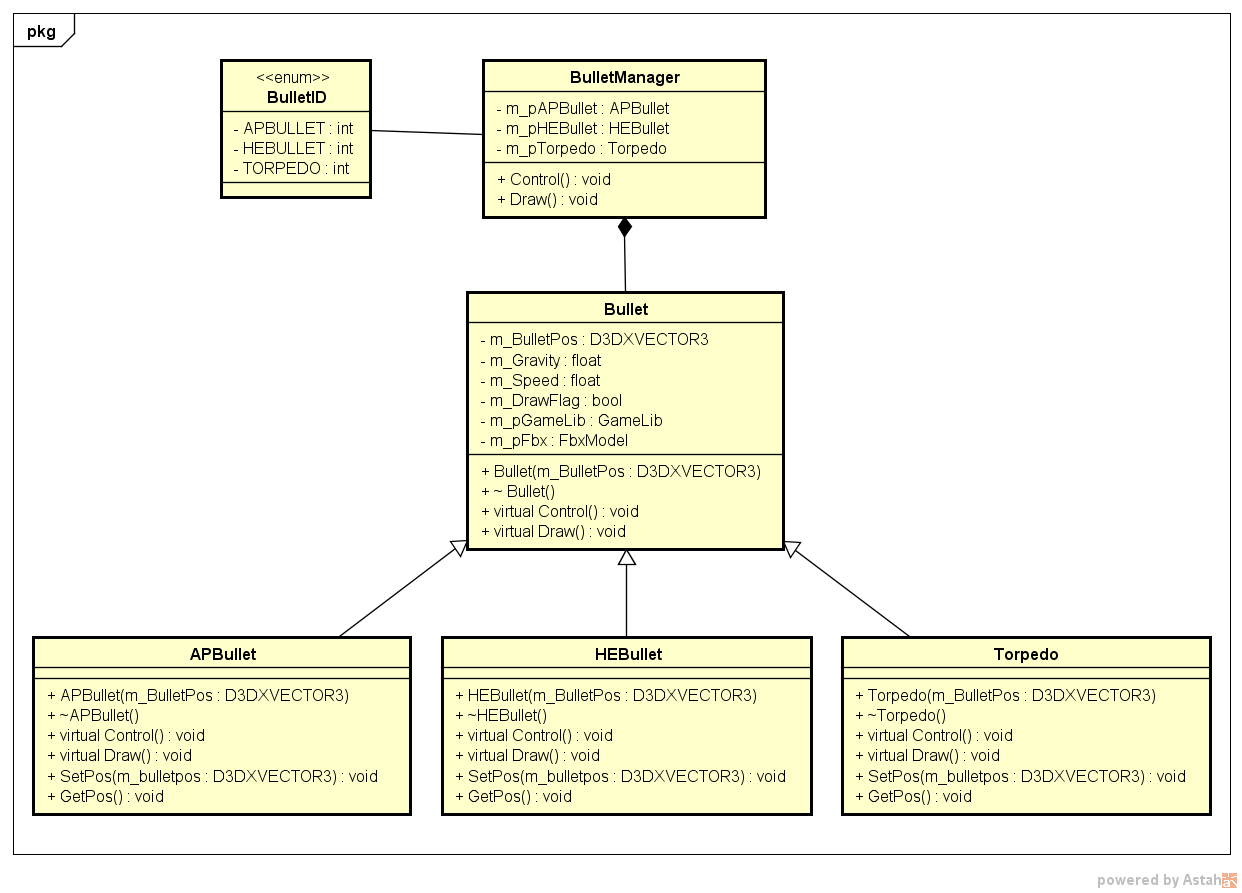 pkg
<<enum>>
BulletID
- APBULLET : int
- HEBULLET : int
- TORPEDO : int
BulletManager
- m_pAPBullet : APBullet
- m_pHEBullet : HEBullet
- m_pTorpedo : Torpedo
+ Control() : void
+ Draw() : void
Bullet
- m_BulletPos : D3DXVECTOR3
- m_Gravity : float
- m_Speed : float
- m_DrawFlag : bool
- m_pGameLib : GameLib
- m_pFbx : FbxModel
+ Bullet(m_BulletPos : D3DXVECTOR3)
+ ~ Bullet()
+ virtual Control() : void
+ virtual Draw() : void
APBullet
+ APBullet(m_BulletPos : D3DXVECTOR3)
+ ~APBullet()
+ virtual Control() : void
+ virtual Draw() : void
+ SetPos(m_bulletpos : D3DXVECTOR3) : void
+ GetPos() : void
HEBullet
+ HEBullet(m_BulletPos : D3DXVECTOR3)
+ ~HEBullet()
+ virtual Control() : void
+ virtual Draw() : void
+ SetPos(m_bulletpos : D3DXVECTOR3) : void
+ GetPos() : void
Torpedo
+ Torpedo(m_BulletPos : D3DXVECTOR3)
+ ~Torpedo()
+ virtual Control() : void
+ virtual Draw() : void
+ SetPos(m_bulletpos : D3DXVECTOR3) : void
+ GetPos() : void
powered by Astah